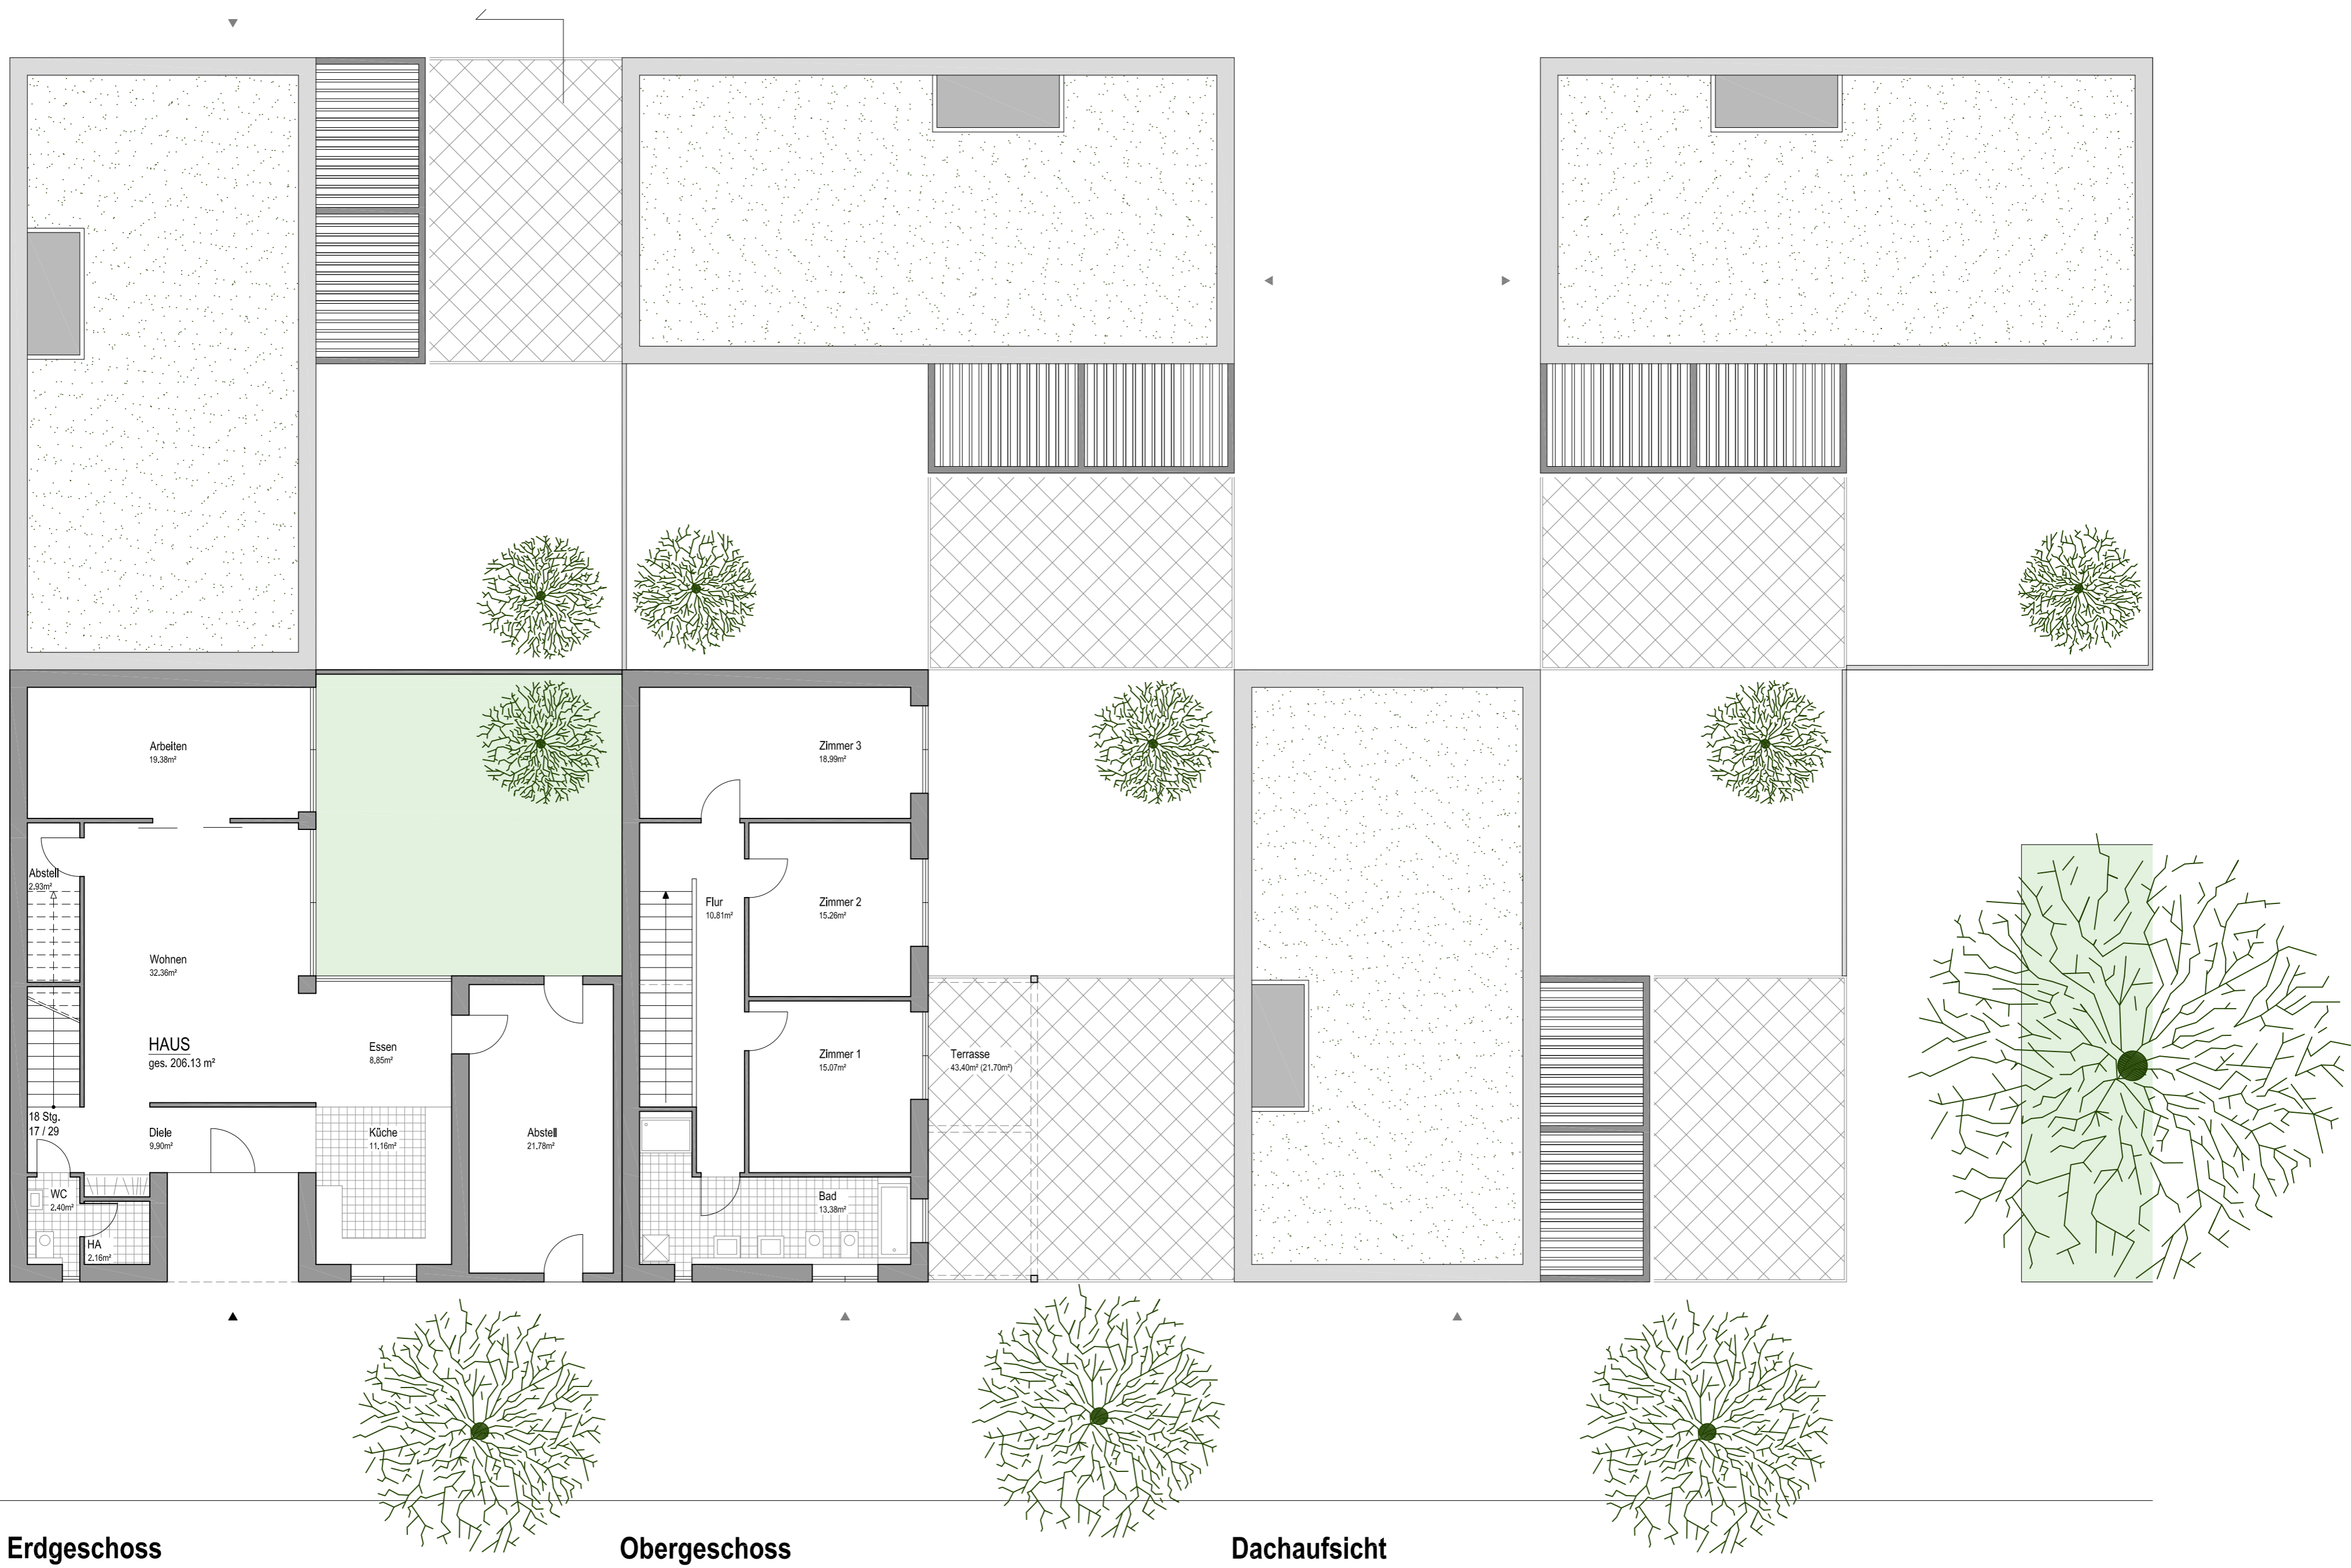 Arbeiten
19.38m²
Zimmer 3
18.99m²
Abstell
2.93m²
Flur
10.81m²
Zimmer 2
15.26m²
Wohnen
32.36m²
HAUS
ges. 206.13 m²
Essen
8,85m²
Zimmer 1
15.07m²
Terrasse
43.40m² (21.70m²)
18 Stg.
17 / 29
Diele
9.90m²
Küche
11.16m²
Abstell
21.78m²
WC
2.40m²
HA
2.16m²
Bad
13,38m²
Erdgeschoss
Obergeschoss
Dachaufsicht